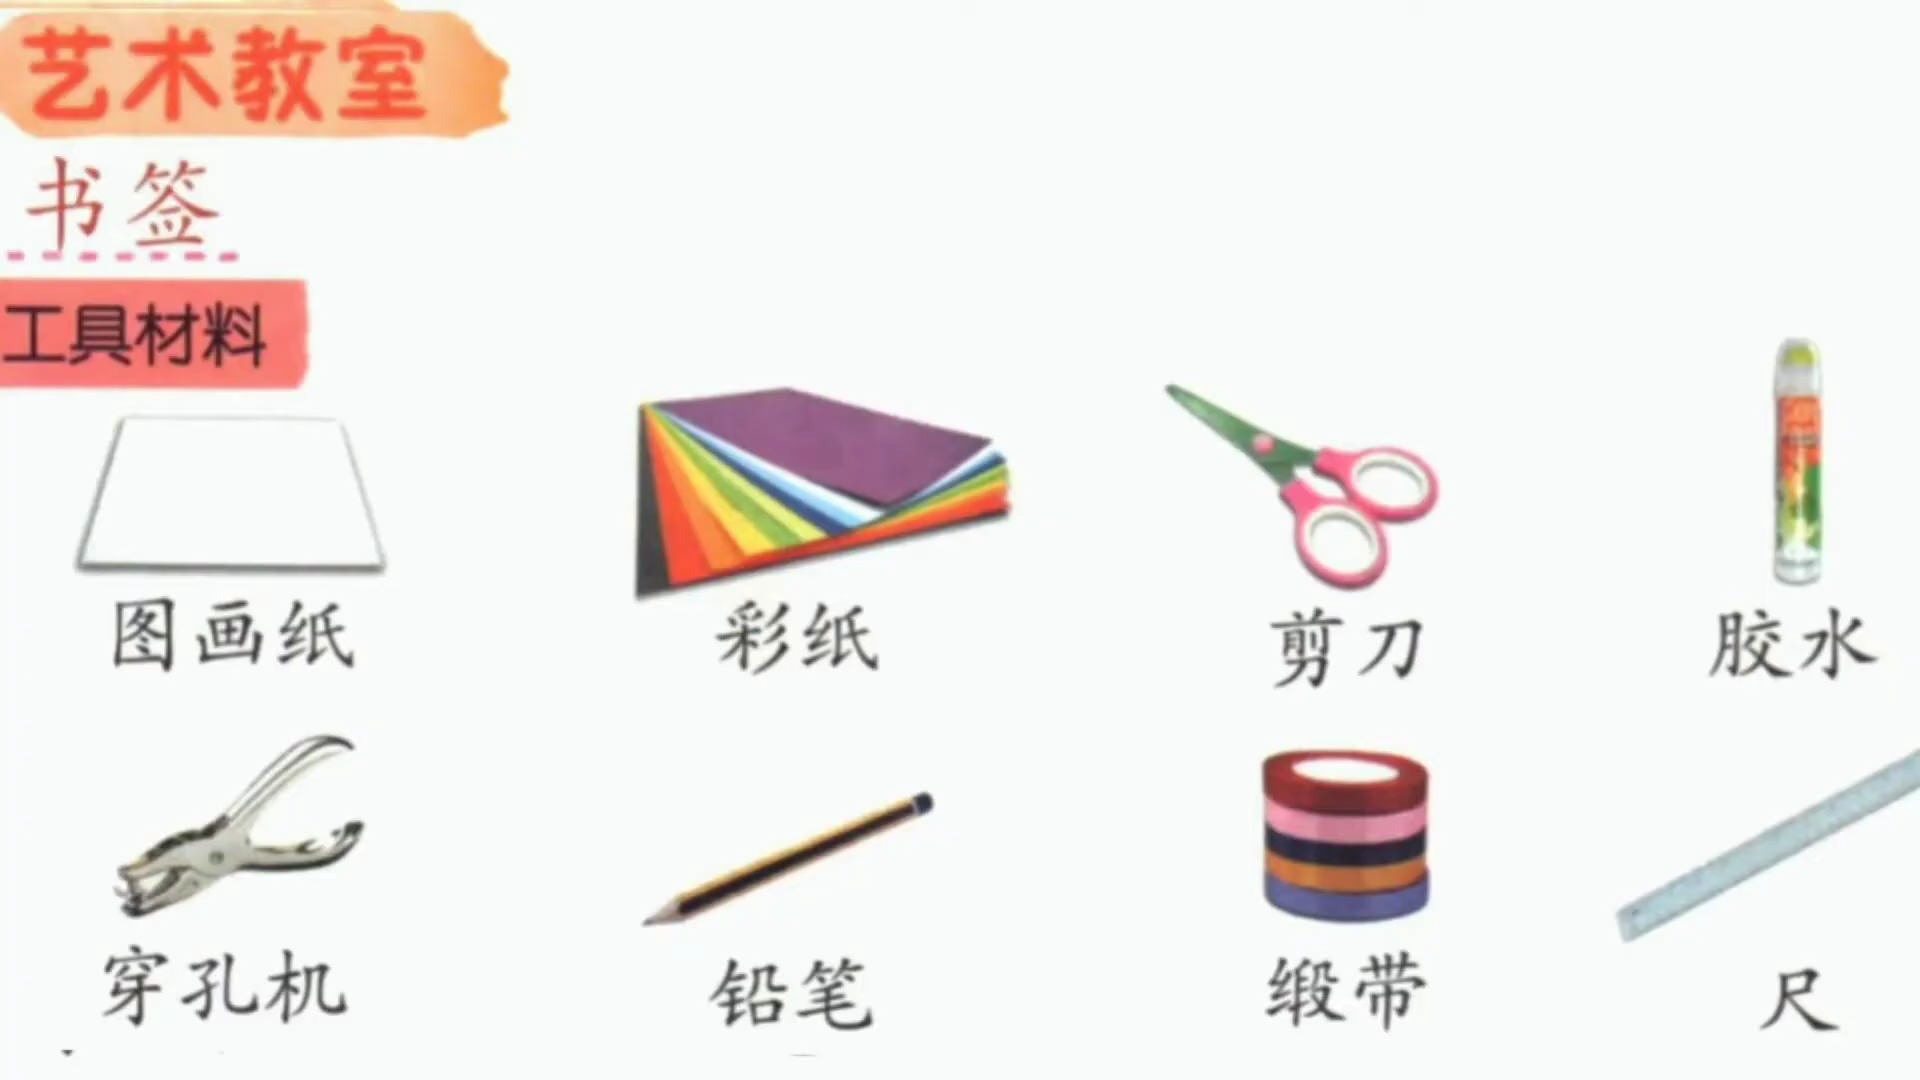 艺术教室
书签
工具材料
图画纸 彩纸 剪刀 胶水
穿孔机 铅笔 缎带 尺